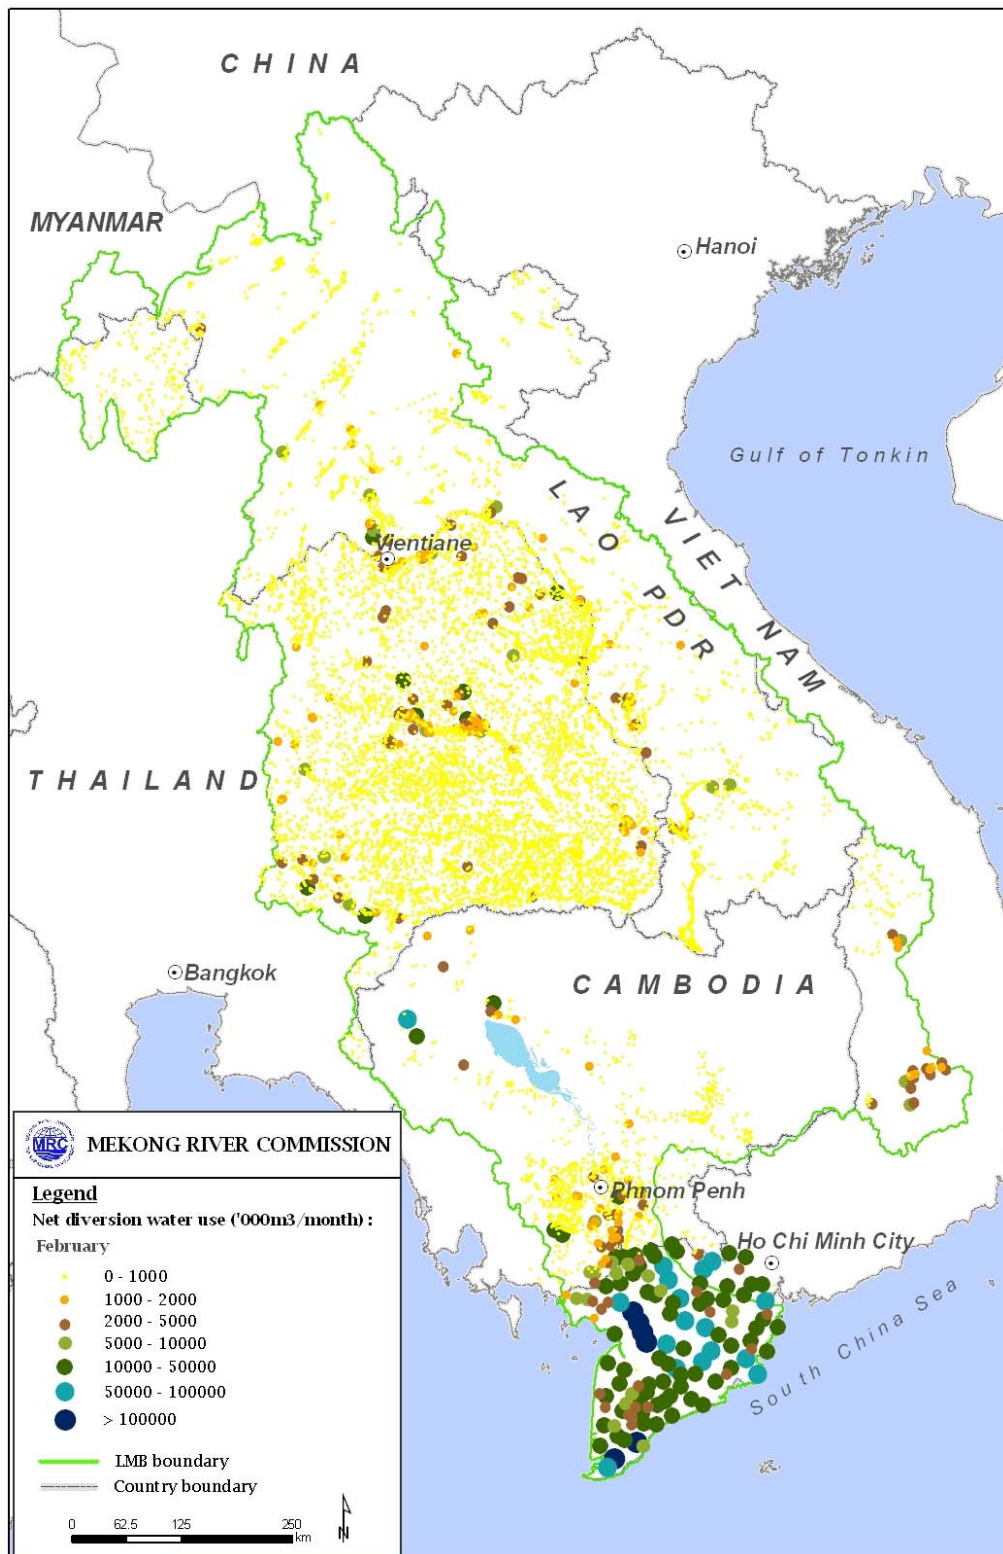 CHINA
MYANMAR
Hanoi
Gulf of Tonkin
LAO PDR
VIET NAM
Vientiane
THAILAND
CAMBODIA
Bangkok
Phnom Penh
Ho Chi Minh City
South China Sea
MRC
MEKONG RIVER COMMISSION
Legend
Net diversion water use ('000m3/month) :
February
0 - 1000
1000 - 2000
2000 - 5000
5000 - 10000
10000 - 50000
50000 - 100000
> 100000
LMB boundary
Country boundary
0 62.5 125 250
km
N